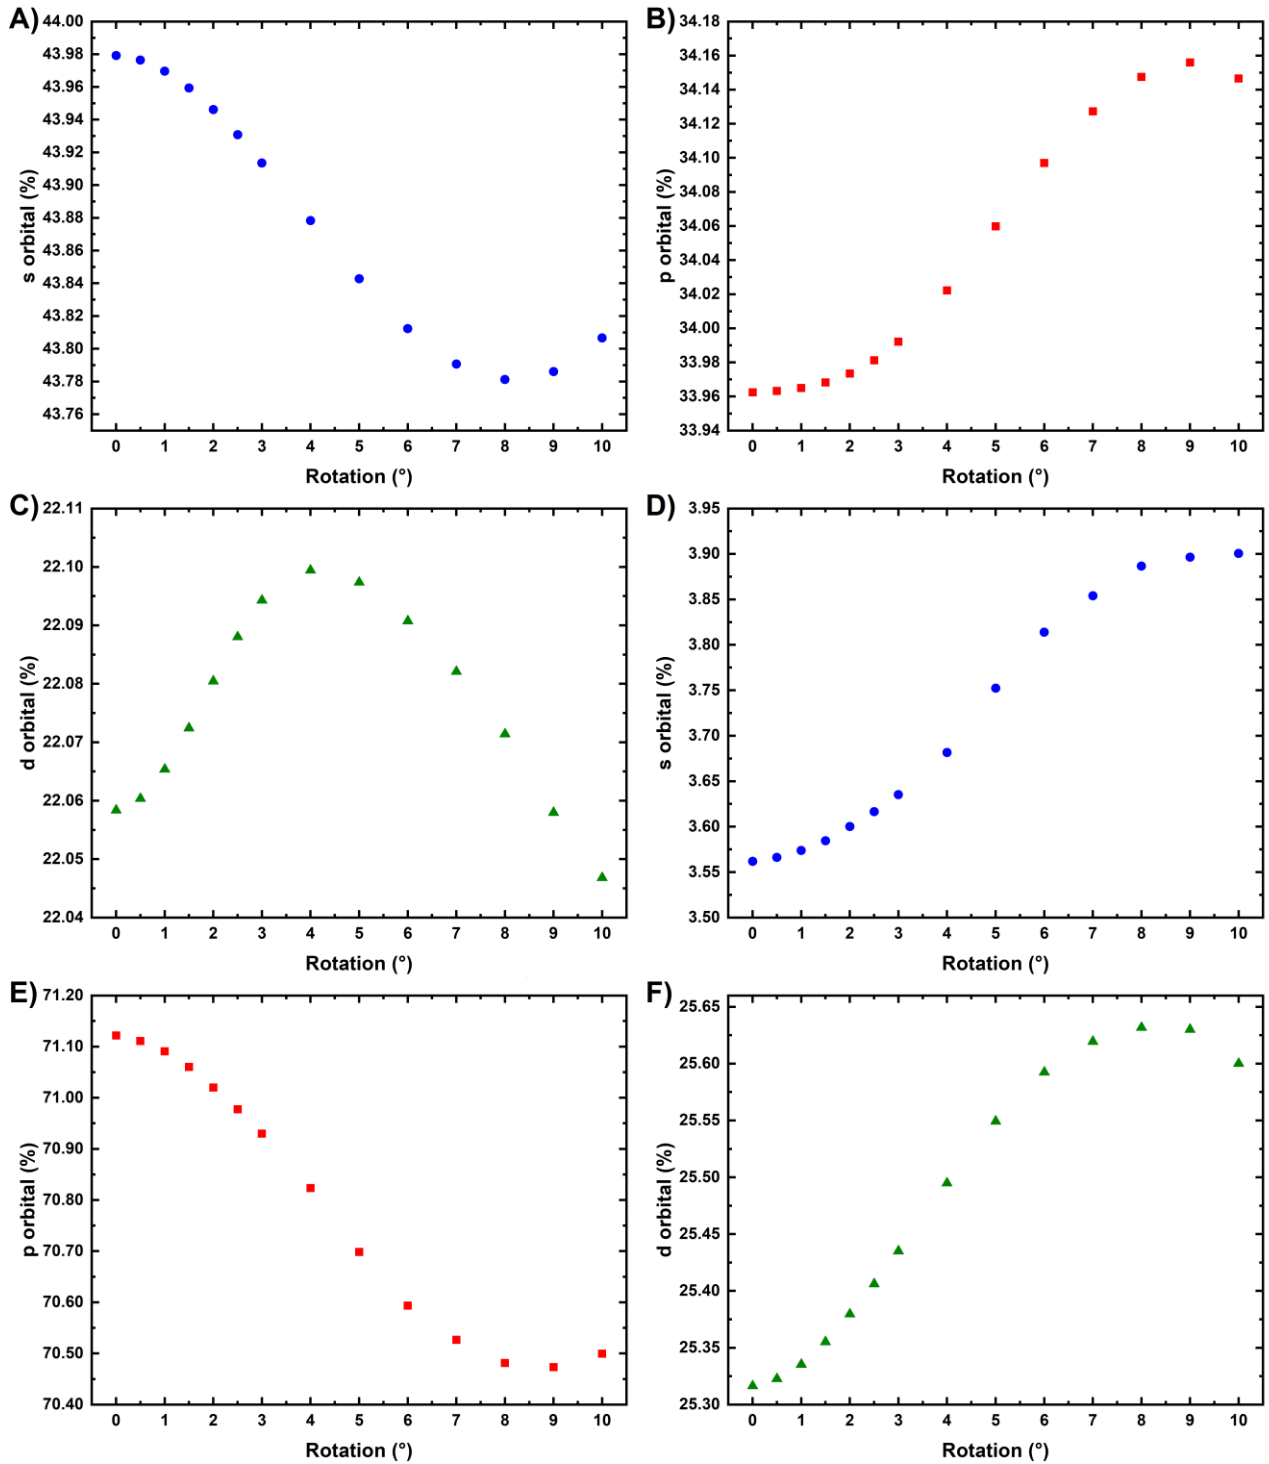 A)
44.00
43.98
43.96
43.94
43.92
43.90
43.88
43.86
43.84
43.82
43.80
43.78
43.76
s orbital (%)
0 1 2 3 4 5 6 7 8 9 10
Rotation (°)
B)
34.18
34.16
34.14
34.12
34.10
34.08
34.06
34.04
34.02
34.00
33.98
33.96
33.94
p orbital (%)
0 1 2 3 4 5 6 7 8 9 10
Rotation (°)
C)
22.11
22.10
22.09
22.08
22.07
22.06
22.05
22.04
d orbital (%)
0 1 2 3 4 5 6 7 8 9 10
Rotation (°)
D)
3.95
3.90
3.85
3.80
3.75
3.70
3.65
3.60
3.55
3.50
s orbital (%)
0 1 2 3 4 5 6 7 8 9 10
Rotation (°)
E)
71.20
71.10
71.00
70.90
70.80
70.70
70.60
70.50
70.40
p orbital (%)
0 1 2 3 4 5 6 7 8 9 10
Rotation (°)
F)
25.65
25.60
25.55
25.50
25.45
25.40
25.35
25.30
d orbital (%)
0 1 2 3 4 5 6 7 8 9 10
Rotation (°)